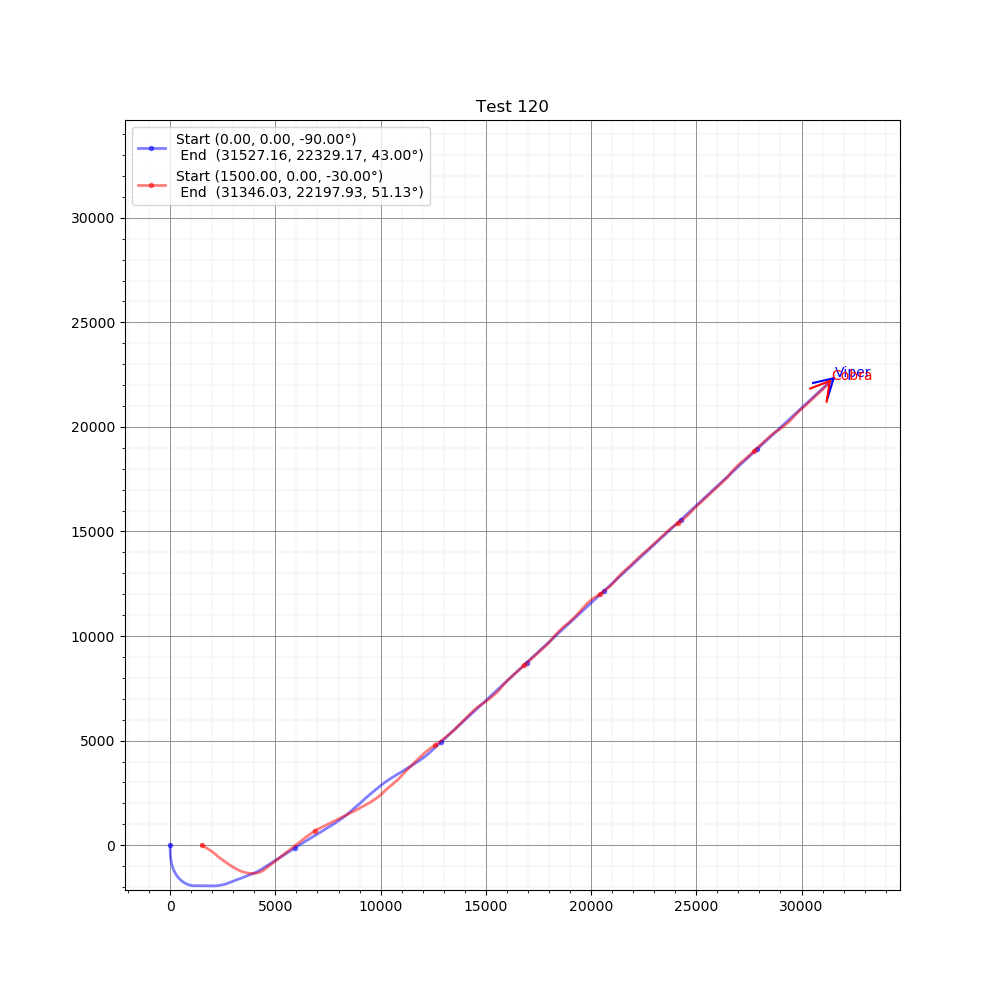 Test 120
Start (0.00, 0.00, -90.00°)
End (31527.16, 22329.17, 43.00°)
Start (1500.00, 0.00, -30.00°)
End (31346.03, 22197.93, 51.13°)
30000
25000
Viper
Cobra
20000
15000
10000
5000
0
0 5000 10000 15000 20000 25000 30000